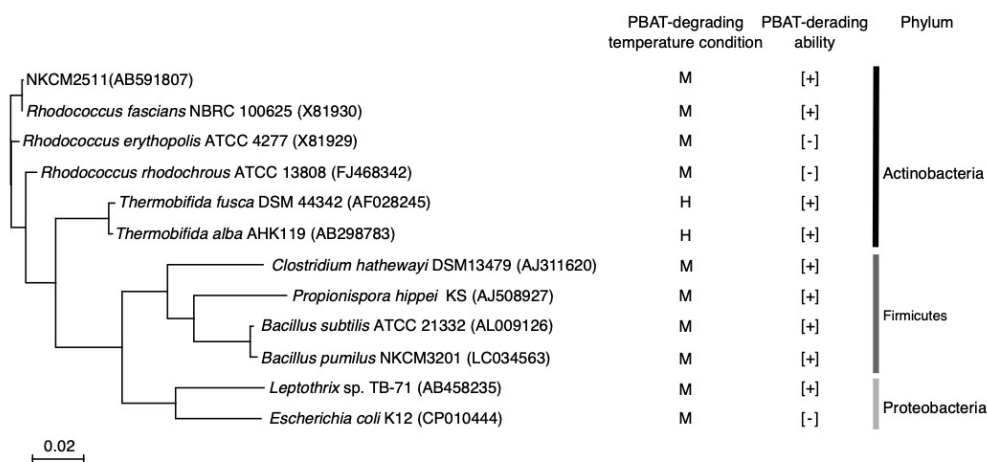 PBAT-degrading temperature condition PBAT-derading ability Phylum
NKCM2511(AB591807) M [+]
Rhodococcus fascians NBRC 100625 (X81930) M [+]
Rhodococcus erythopolis ATCC 4277 (X81929) M [-]
Rhodococcus rhodochrous ATCC 13808 (FJ468342) M [-]
Actinobacteria
Thermobifida fusca DSM 44342 (AF028245) H [+]
Thermobifida alba AHK119 (AB298783) H [+]
Clostridium hathewayi DSM13479 (AJ311620) M [+]
Propionispora hippei KS (AJ508927) M [+]
Firmicutes
Bacillus subtilis ATCC 21332 (AL009126) M [+]
Bacillus pumilus NKCM3201 (LC034563) M [+]
Leptothrix sp. TB-71 (AB458235) M [+]
Proteobacteria
Escherichia coli K12 (CP010444) M [-]
0.02